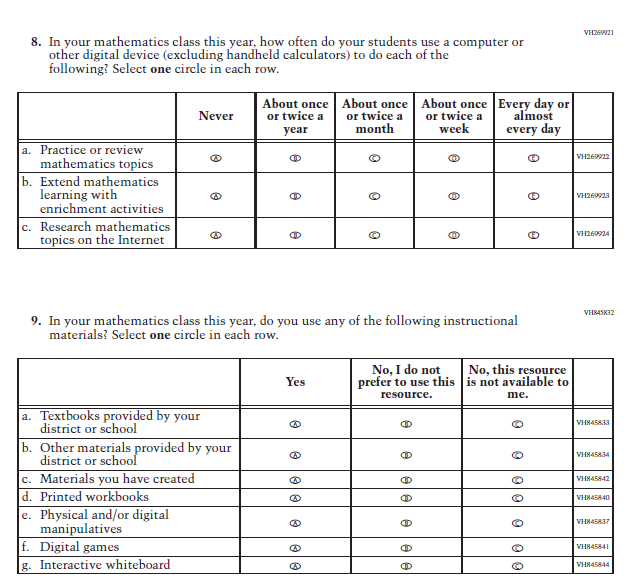 VH269921
8. In your mathematics class this year, how often do your students use a computer or
other digital device (excluding handheld calculators) to do each of the
following? Select one circle in each row.
Never
About once or twice a year
About once or twice a month
About once or twice a week
Every day or almost every day
a. Practice or review
mathematics topics
Ⓐ Ⓑ Ⓒ Ⓓ Ⓔ VH269922
b. Extend mathematics
learning with
enrichment activities
Ⓐ Ⓑ Ⓒ Ⓓ Ⓔ VH269923
c. Research mathematics
topics on the Internet
Ⓐ Ⓑ Ⓒ Ⓓ Ⓔ VH269924
VH845832
9. In your mathematics class this year, do you use any of the following instructional
materials? Select one circle in each row.
Yes
No, I do not prefer to use this resource.
No, this resource is not available to me.
a. Textbooks provided by your
district or school
Ⓐ Ⓑ Ⓒ VH845833
b. Other materials provided by your
district or school
Ⓐ Ⓑ Ⓒ VH845834
c. Materials you have created Ⓐ Ⓑ Ⓒ VH845842
d. Printed workbooks Ⓐ Ⓑ Ⓒ VH845840
e. Physical and/or digital
manipulatives
Ⓐ Ⓑ Ⓒ VH845837
f. Digital games Ⓐ Ⓑ Ⓒ VH845841
g. Interactive whiteboard Ⓐ Ⓑ Ⓒ VH845844